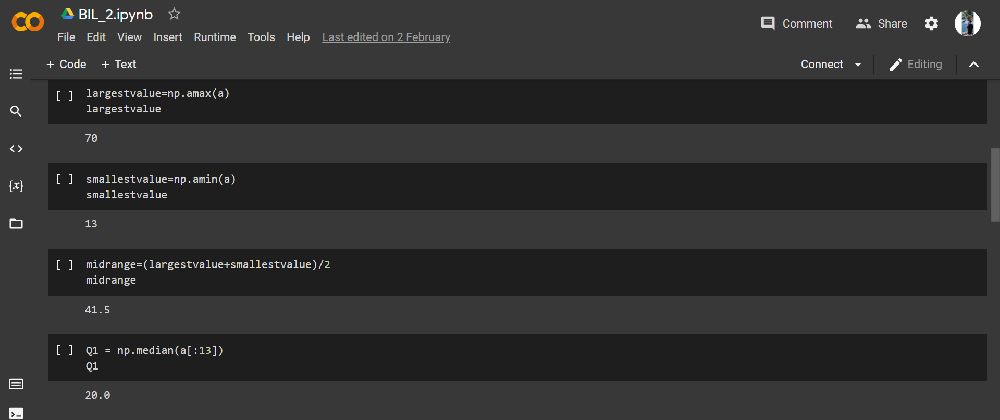 BIL_2.ipynb
File Edit View Insert Runtime Tools Help Last edited on 2 February
Comment Share
+ Code + Text
Connect Editing
[ ] largestvalue=np.amax(a)
largestvalue
70
[ ] smallestvalue=np.amin(a)
smallestvalue
13
[ ] midrange=(largestvalue+smallestvalue)/2
midrange
41.5
[ ] Q1 = np.median(a[:13])
Q1
20.0